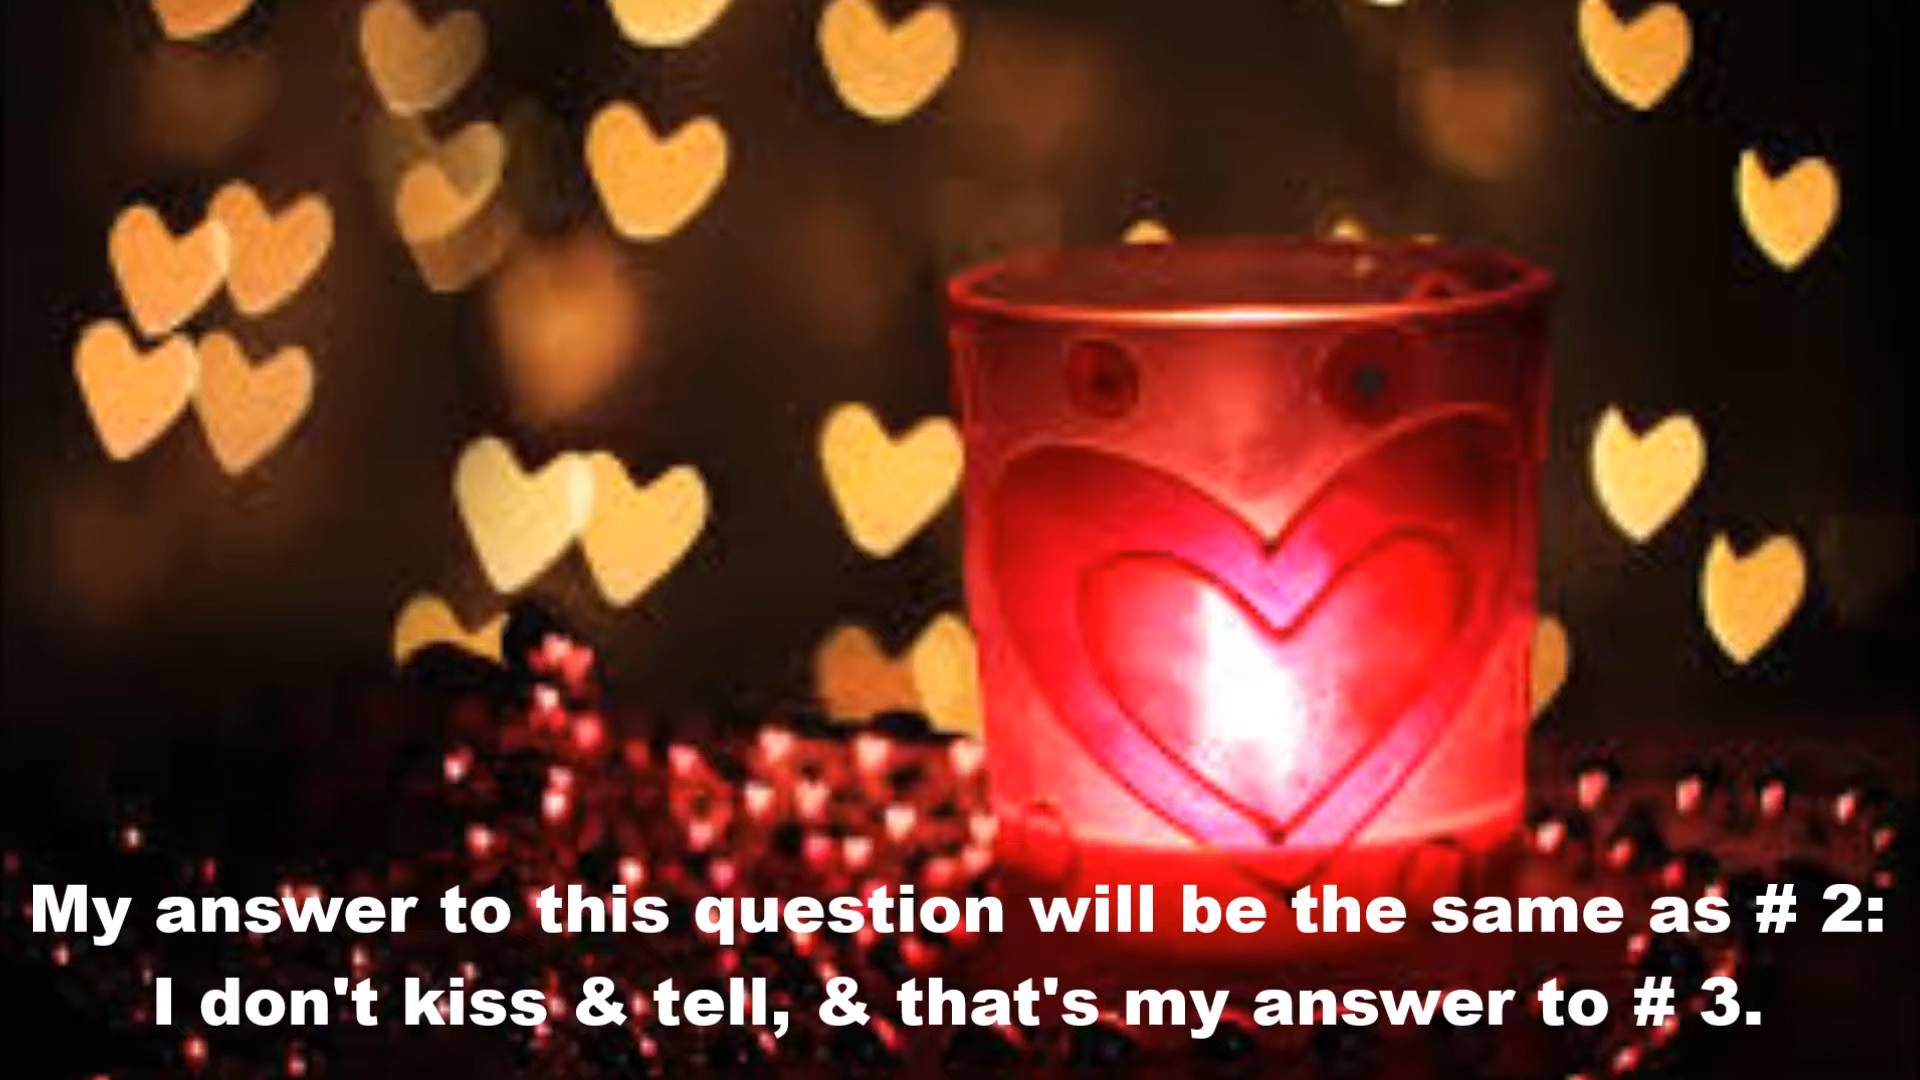 My answer to this question will be the same as # 2:
I don't kiss & tell, & that's my answer to # 3.